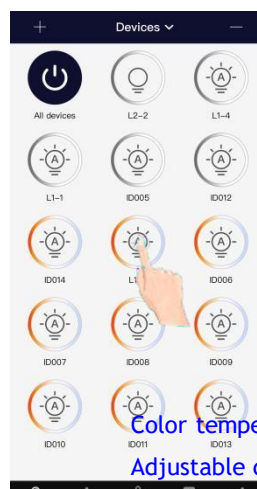 Devices
All devices L2-2 L1-4
L1-1 ID005 ID012
ID014 ID006
ID007 ID008 ID009
ID010 ID011 ID013
Color
Adjustable